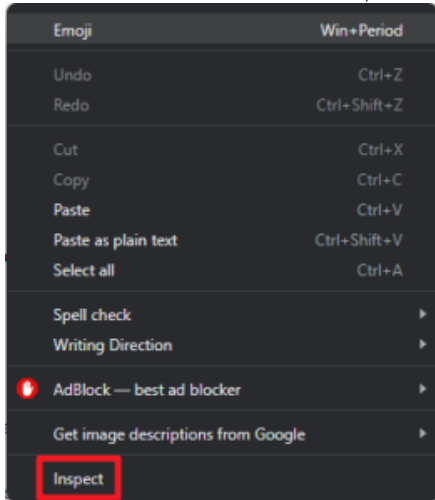 Emoji Win+Period
Undo Ctrl+Z
Redo Ctrl+Shift+Z
Cut Ctrl+X
Copy Ctrl+C
Paste Ctrl+V
Paste as plain text Ctrl+Shift+V
Select all Ctrl+A
Spell check
Writing Direction
AdBlock — best ad blocker
Get image descriptions from Google
Inspect